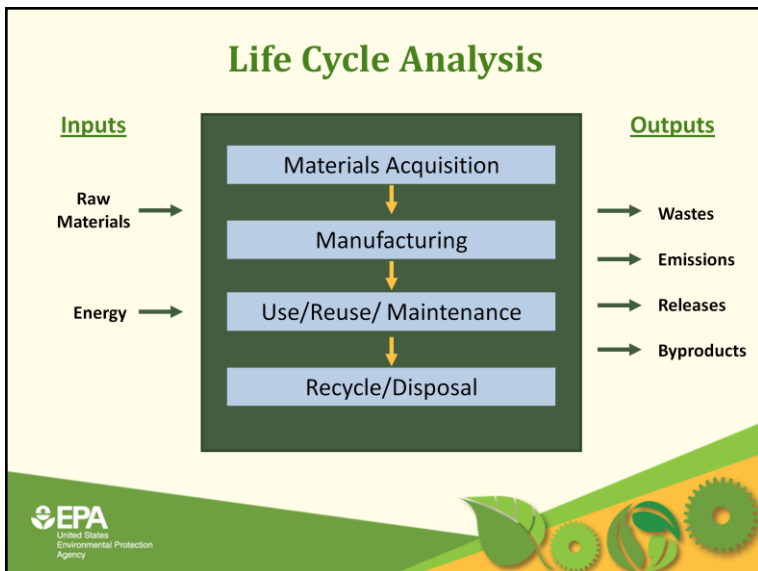 Life Cycle Analysis
Inputs
Raw
Materials
Energy
Materials Acquisition
Manufacturing
Use/Reuse/ Maintenance
Recycle/Disposal
Outputs
Wastes
Emissions
Releases
Byproducts
EPA
United States
Environmental Protection
Agency